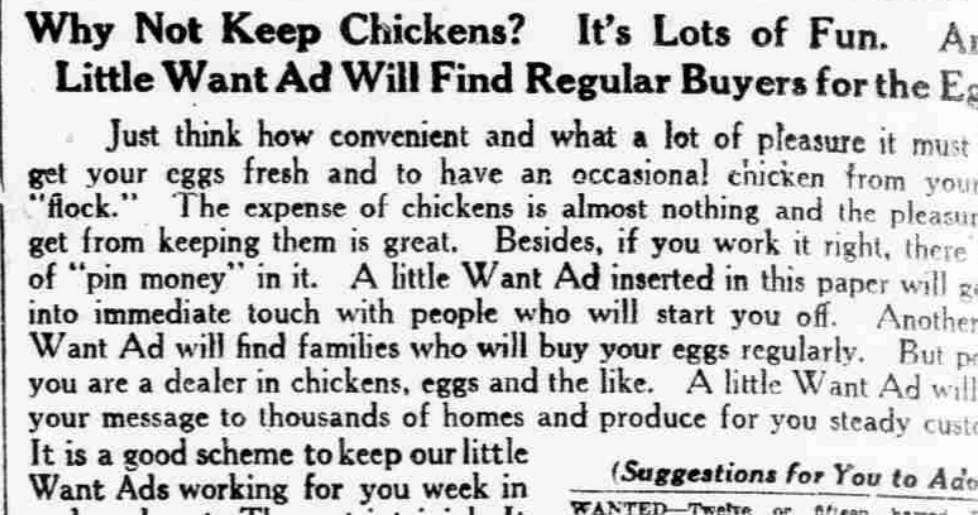 Why Not Keep Chickens? It's Lots of Fun.
Little Want Ad Will Find Regular Buyers for the
Just think how convenient and what a lot of pleasure it must
get your eggs fresh and to have an occasional chicken from your
"flock." The expense of chickens is almost nothing and the
get from keeping them is great. Besides, if you work it right, there
of "pin money" in it. A little Want Ad inserted in this paper will
into immediate touch with people who will start you off. Another
Want Ad will find families who will buy your eggs regularly. But
you are a dealer in chickens, eggs and the like. A little Want Ad will
your message to thousands of homes and produce for you steady
It is a good scheme to keep our little
Want Ads working for you week in
(Suggestions for You to
WANTED—Twelve or fifteen